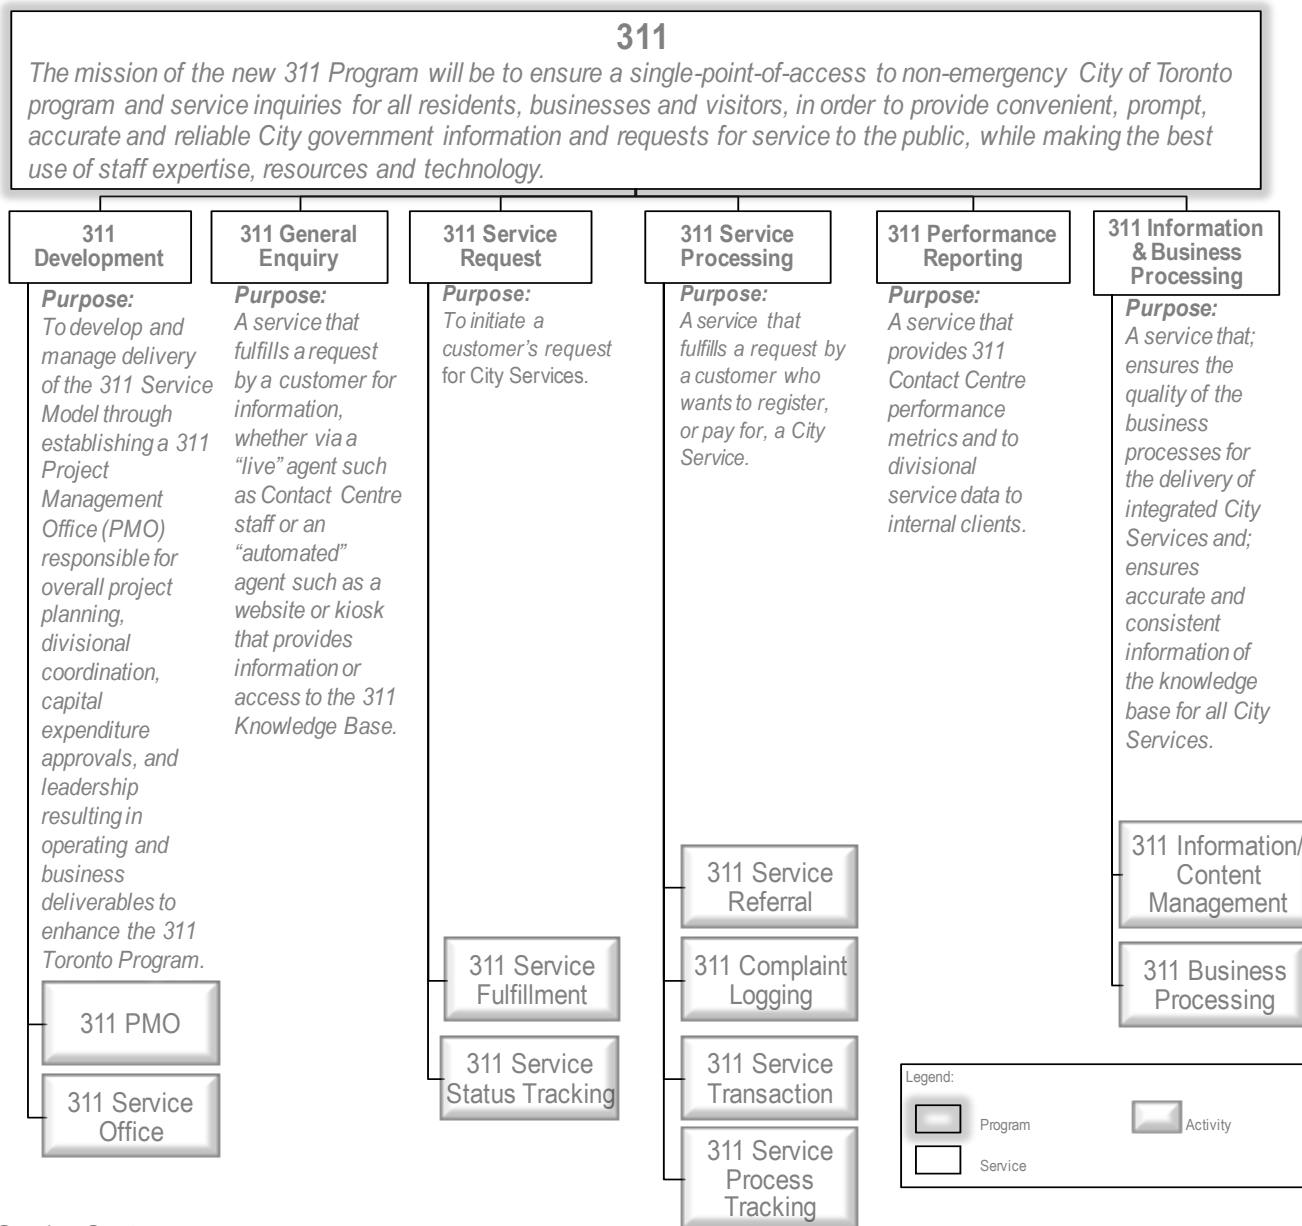 311
The mission of the new 311 Program will be to ensure a single-point-of-access to non-emergency City of Toronto
program and service inquiries for all residents, businesses and visitors, in order to provide convenient, prompt,
accurate and reliable City government information and requests for service to the public, while making the best
use of staff expertise, resources and technology.
311
Development
Purpose:
To develop and
manage delivery
of the 311 Service
Model through
establishing a 311
Project
Management
Office (PMO)
responsible for
overall project
planning,
divisional
coordination,
capital
expenditure
approvals, and
leadership
resulting in
operating and
business
deliverables to
enhance the 311
Toronto Program.
311 PMO
311 Service
Office
311 General
Enquiry
Purpose:
A service that
fulfills a request
by a customer for
information,
whether via a
“live” agent such
as Contact Centre
staff or an
“automated”
agent such as a
website or kiosk
that provides
information or
access to the 311
Knowledge Base.
311 Service
Request
Purpose:
To initiate a
customer’s request
for City Services.
311 Service
Fulfillment
311 Service
Status Tracking
311 Service
Processing
Purpose:
A service that
fulfills a request by
a customer who
wants to register,
or pay for, a City
Service.
311 Service
Referral
311 Complaint
Logging
311 Service
Transaction
311 Service
Process
Tracking
311 Performance
Reporting
Purpose:
A service that
provides 311
Contact Centre
performance
metrics and to
divisional
service data to
internal clients.
311 Information
& Business
Processing
Purpose:
A service that;
ensures the
quality of the
business
processes for
the delivery of
integrated City
Services and;
ensures
accurate and
consistent
information of
the knowledge
base for all City
Services.
311 Information/
Content
Management
311 Business
Processing
Legend:
Program
Activity
Service